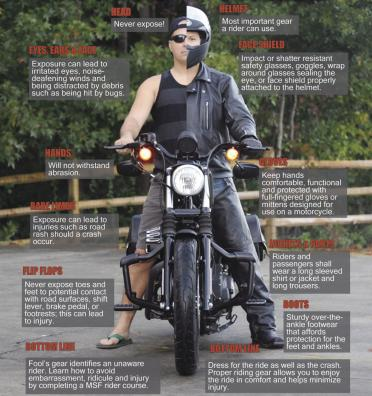 HEAD
Never expose!
HELMET
Most important gear
a rider can use.
EYES, EARS & FACE
Exposure can lead to
irritated eyes, noise-
deafening winds and
being distracted by debris
such as being hit by bugs.
FACE SHIELD
Impact or shatter resistant
safety glasses, goggles, wrap
around glasses sealing the
eye, or face shield properly
attached to the helmet.
HANDS
Will not withstand
abrasion.
GLOVES
Keep hands
comfortable, functional
and protected with
full-fingered gloves or
mittens designed for
use on a motorcycle.
Exposure can lead to
injuries such as road
rash should a crash
occur.
JACKETS & PANTS
Riders and
passengers shall
wear a long sleeved
shirt or jacket and
long trousers.
FLIP FLOPS
Never expose toes and
feet to potential contact
with road surfaces, shift
lever, brake pedal, or
footrests; this can lead
to injury.
BOOTS
Sturdy over-the-
ankle footwear
that affords
protection for the
feet and ankles.
BOTTOM LINE
Fool's gear identifies an unaware
rider. Learn how to avoid
embarrassment, ridicule and injury
by completing a MSF rider course.
BOTTOM LINE
Dress for the ride as well as the crash.
Proper riding gear allows you to enjoy
the ride in comfort and helps minimize
injury.